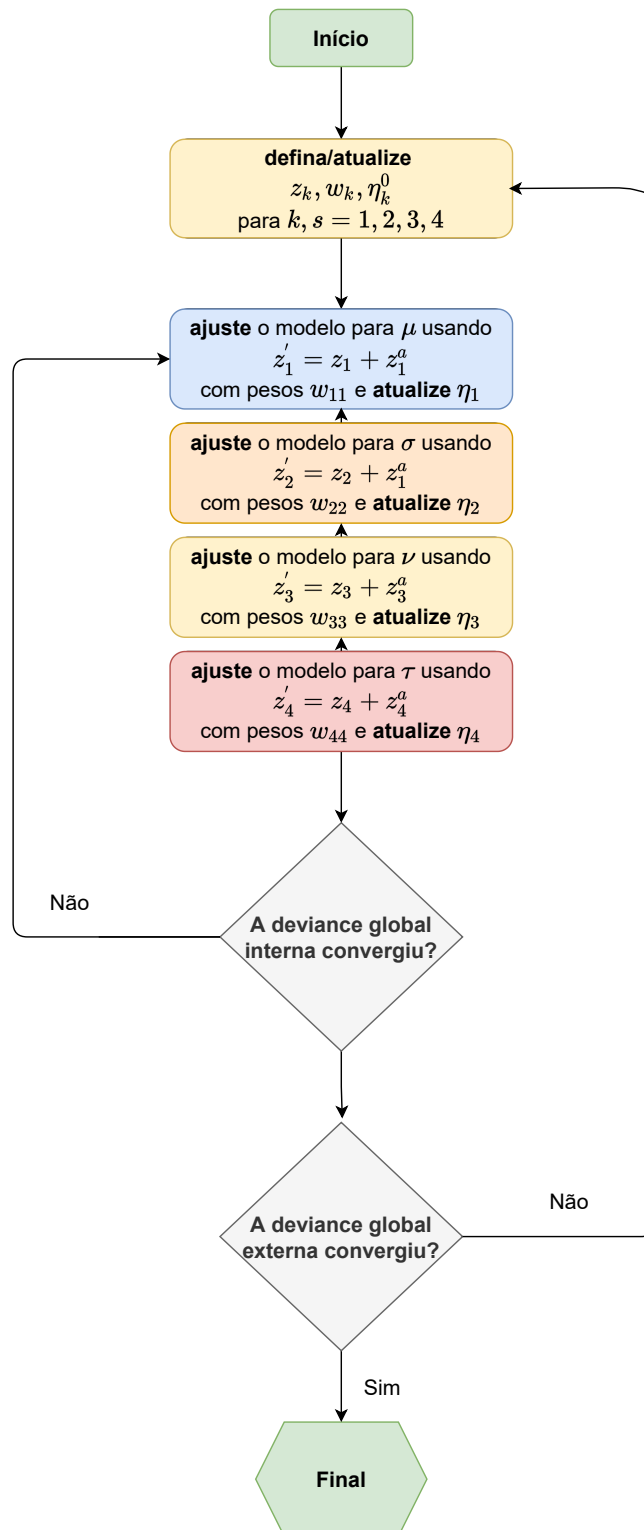 Início
defina/atualize
z_k, w_k, η_k^0
para k, s = 1, 2, 3, 4
ajuste o modelo para μ usando
z_1^' = z_1 + z_1^a
com pesos w_11 e atualize η_1
ajuste o modelo para σ usando
z_2^' = z_2 + z_1^a
com pesos w_22 e atualize η_2
ajuste o modelo para ν usando
z_3^' = z_3 + z_3^a
com pesos w_33 e atualize η_3
ajuste o modelo para τ usando
z_4^' = z_4 + z_4^a
com pesos w_44 e atualize η_4
Não
A deviance global
interna convergiu?
Não
A deviance global
externa convergiu?
Sim
Final